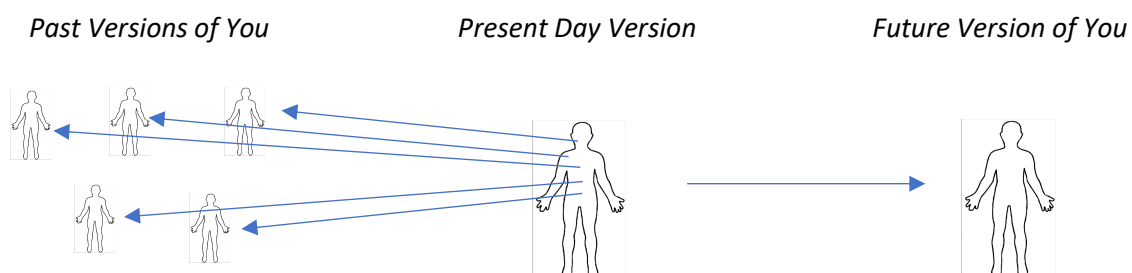 Past Versions of You
Present Day Version
Future Version of You